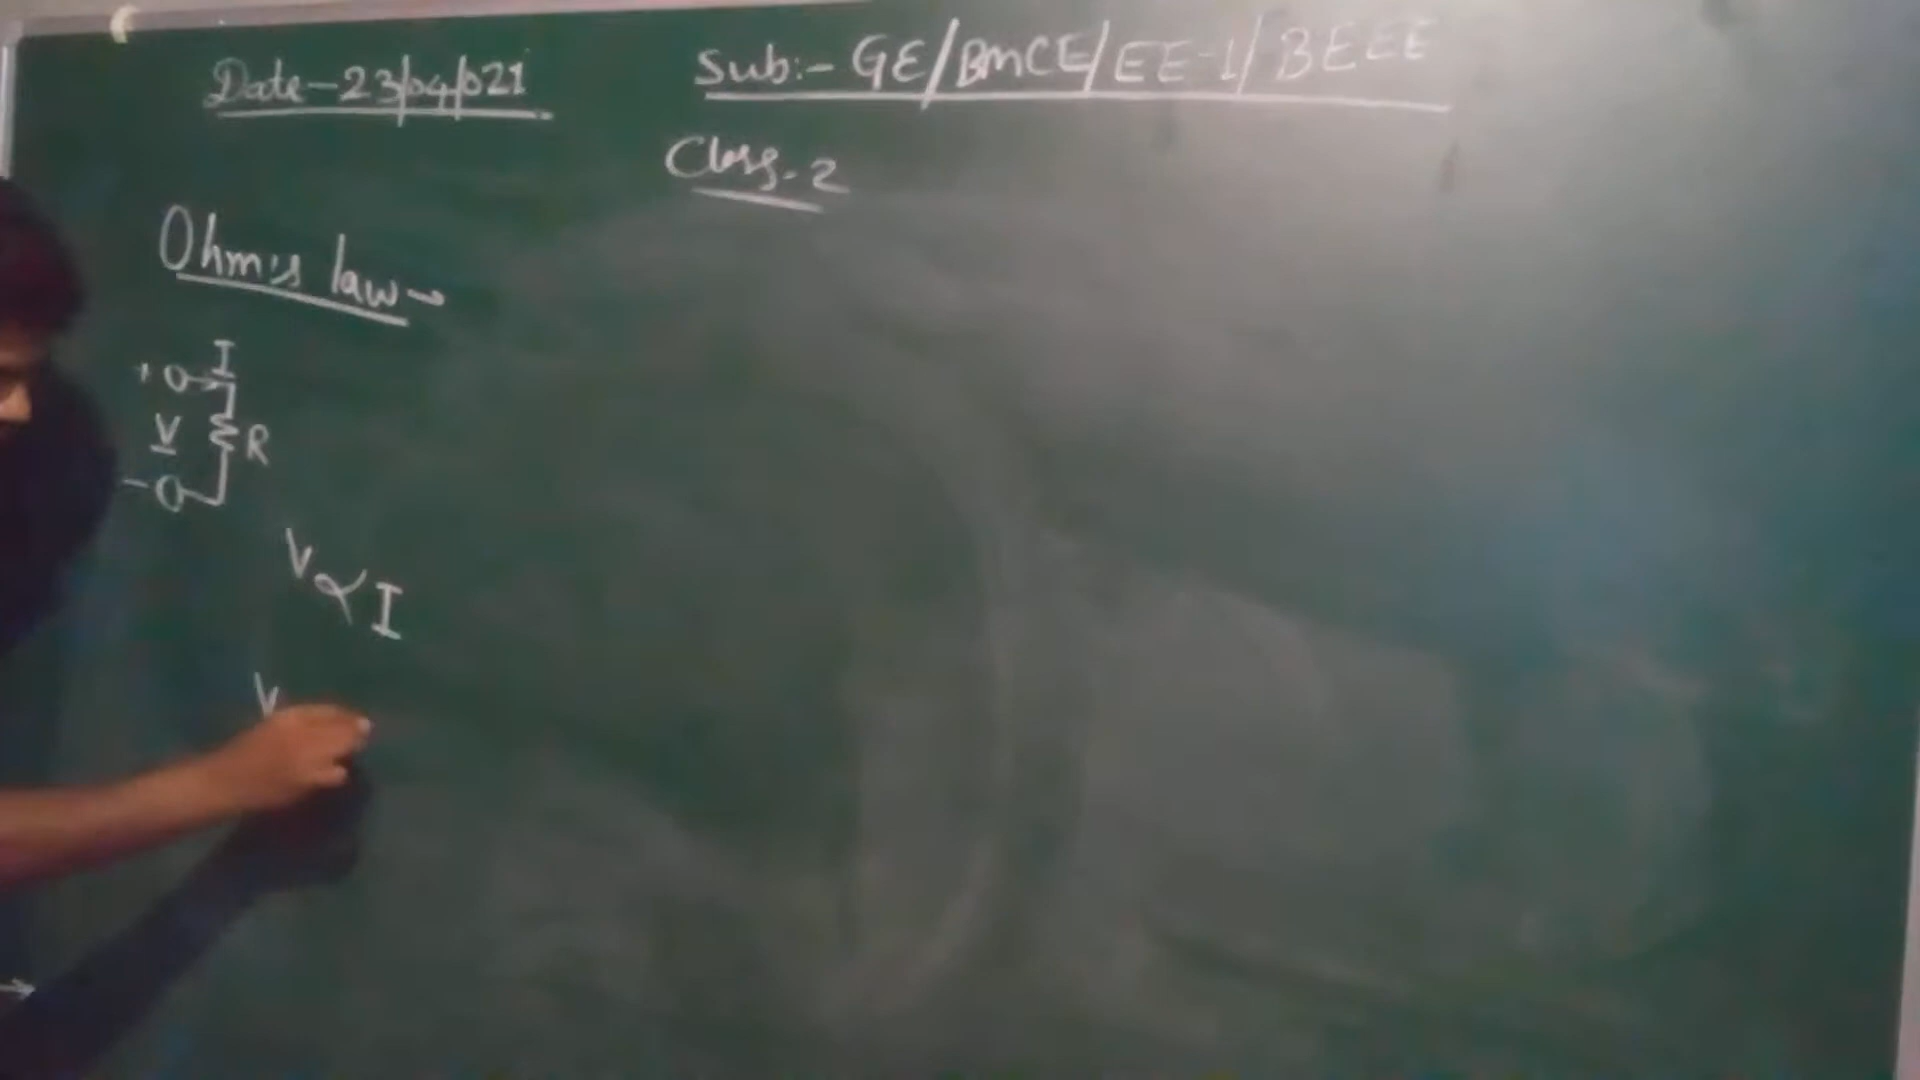 Date-23/04/021
Sub:- GE/BMCE/EE-1/BEEE
Class-2
Ohm's law→
I
+
V
R
-
V∝I
V